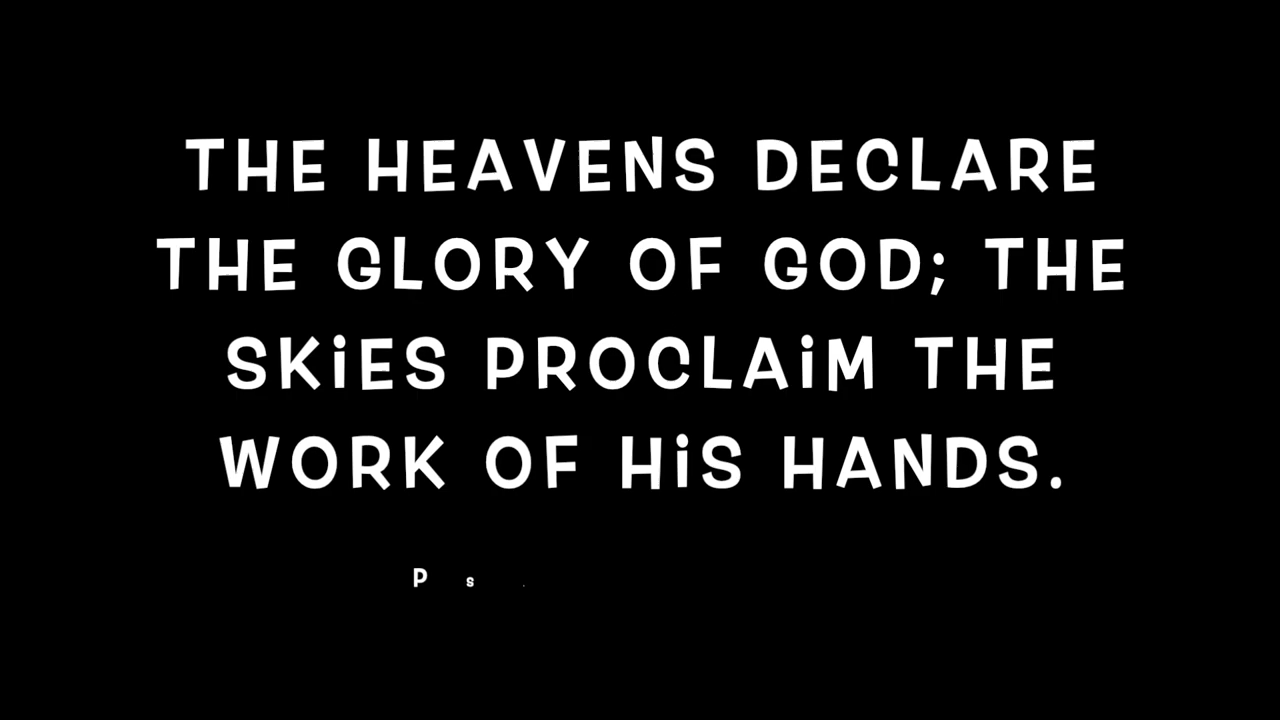 THE HEAVENS DECLARE
THE GLORY OF GOD; THE
SKiES PROCLAiM THE
WORK OF HiS HANDS.
P s